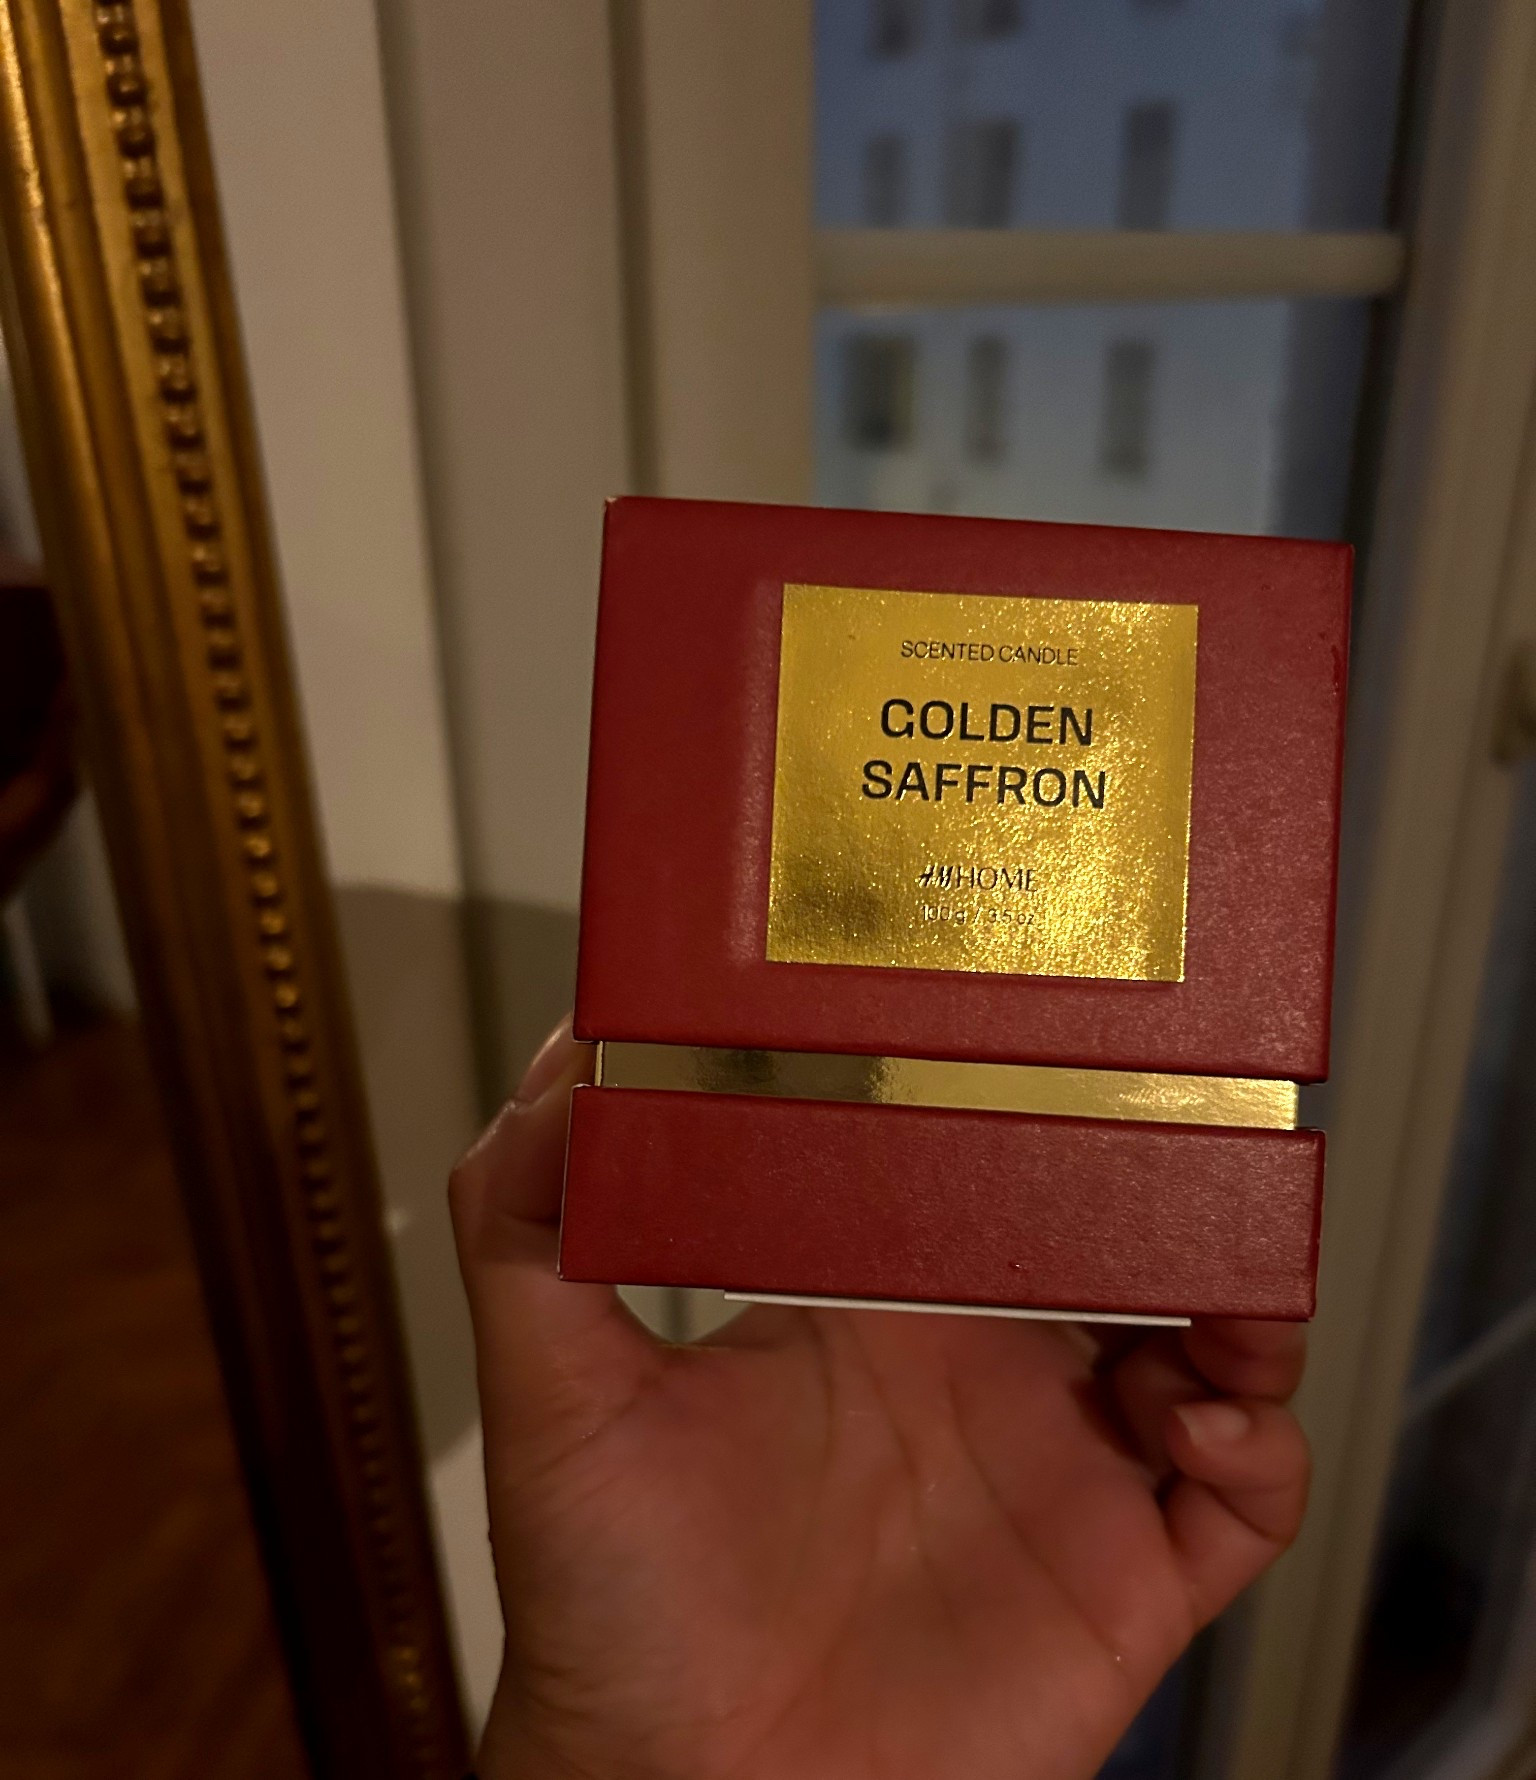 SCENTED CANDLE
GOLDEN
SAFFRON
H&M HOME
100 g / 3.5 oz